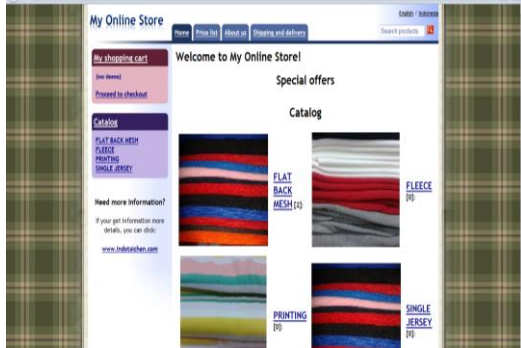 My Online Store
English / Indonesia
Home Price list About us Shipping and delivery
Search products
My shopping cart
(no items)
Proceed to checkout
Catalog
FLAT BACK MESH
FLEECE
PRINTING
SINGLE JERSEY
Need more information?
If your get information more
details, you can click:
www.indotaichen.com
Welcome to My Online Store!
Special offers
Catalog
FLAT
BACK
MESH [2]:
FLEECE
[0]:
PRINTING
[0]:
SINGLE
JERSEY
[0]: